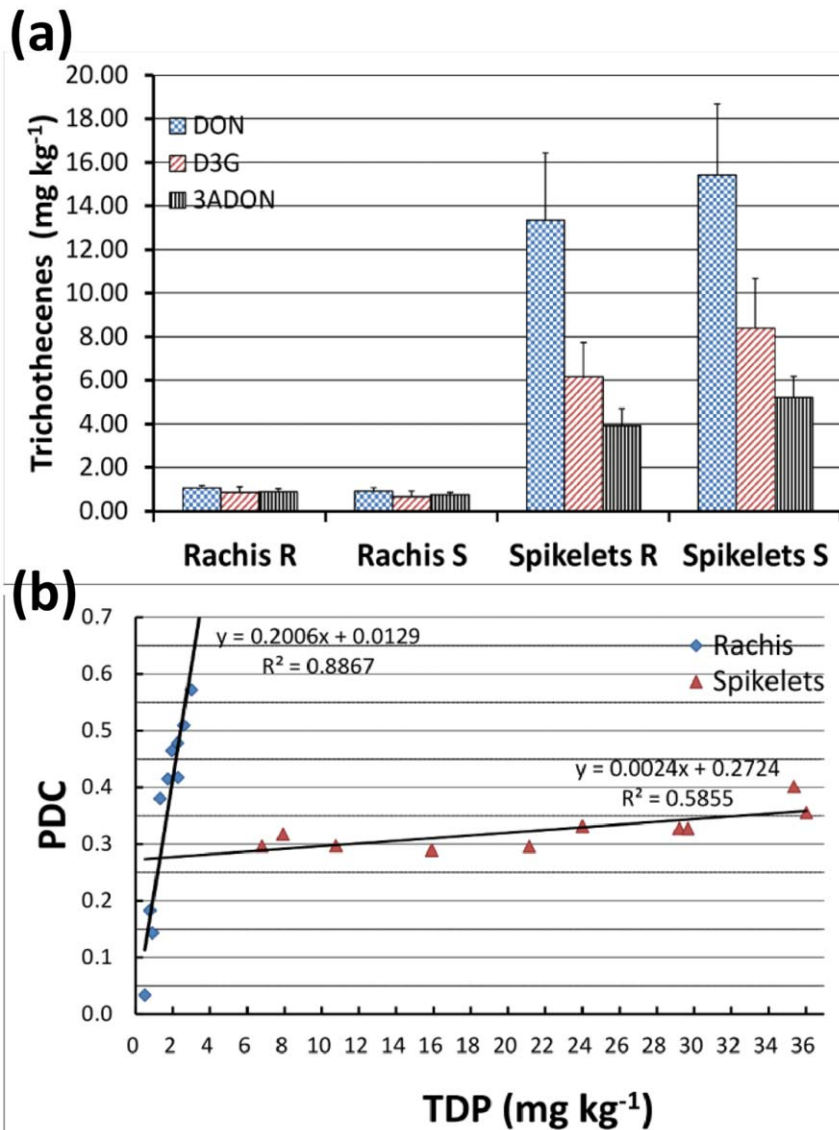 (a)
Trichothecenes (mg kg⁻¹)
20.00
18.00
16.00
14.00
12.00
10.00
8.00
6.00
4.00
2.00
0.00
DON
D3G
3ADON
Rachis R Rachis S Spikelets R Spikelets S
(b)
PDC
0.7
0.6
0.5
0.4
0.3
0.2
0.1
0.0
y = 0.2006x + 0.0129
R² = 0.8867
Rachis
Spikelets
y = 0.0024x + 0.2724
R² = 0.5855
0 2 4 6 8 10 12 14 16 18 20 22 24 26 28 30 32 34 36
TDP (mg kg⁻¹)